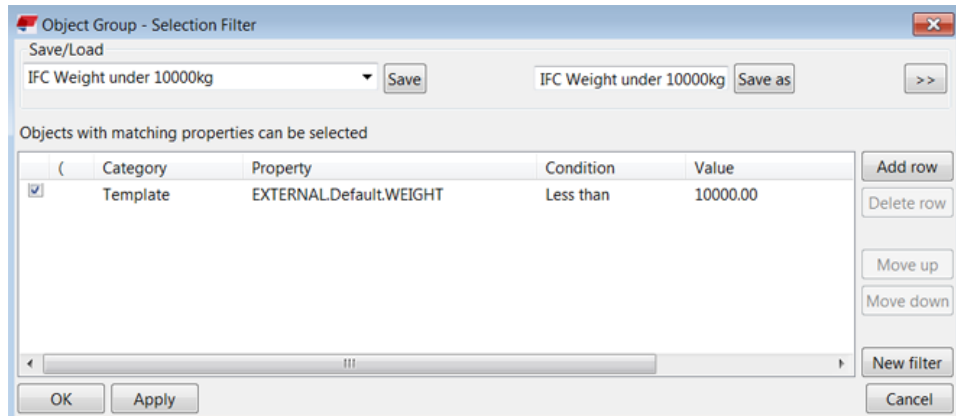 Object Group - Selection Filter
Save/Load
IFC Weight under 10000kg Save IFC Weight under 10000kg Save as >>
Objects with matching properties can be selected
( Category Property Condition Value Add row
Template EXTERNAL.Default.WEIGHT Less than 10000.00
Delete row
Move up
Move down
New filter
OK Apply Cancel